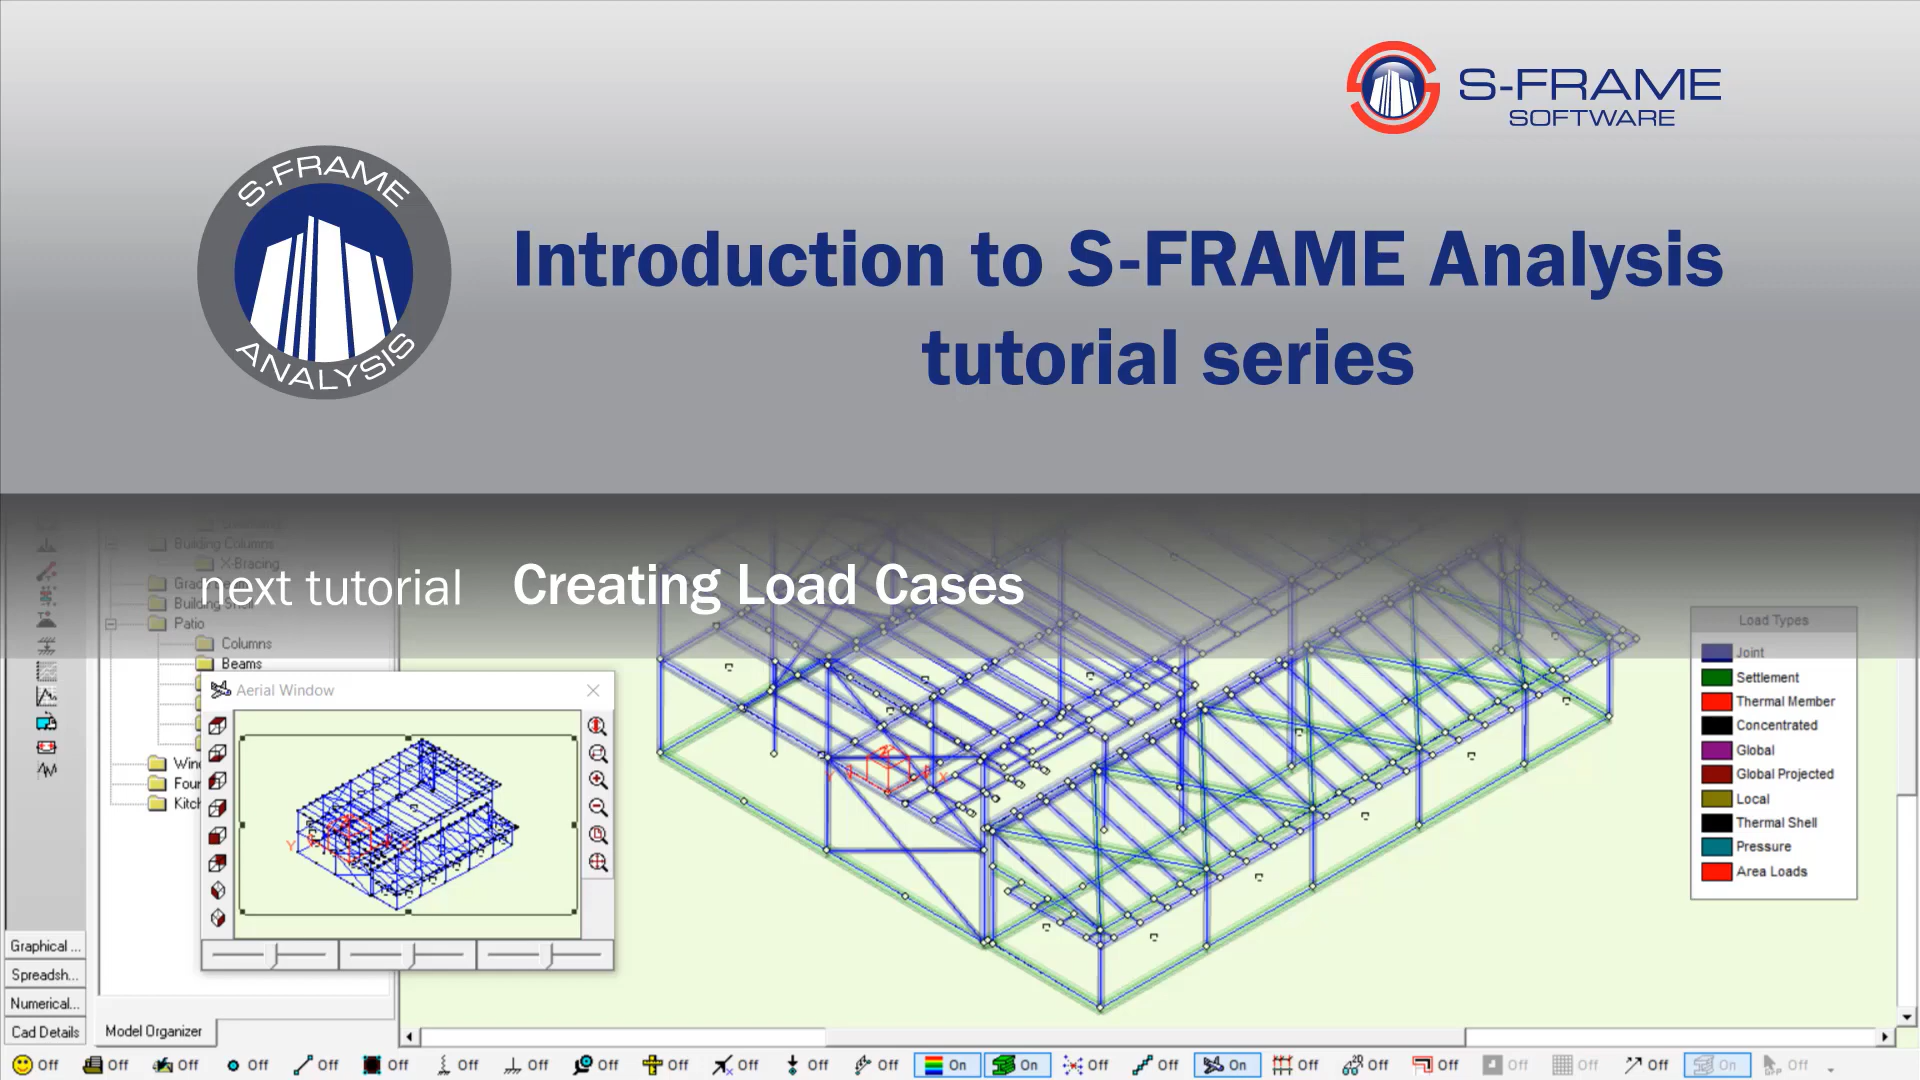 S-FRAME
SOFTWARE
S-FRAME
ANALYSIS
Introduction to S-FRAME Analysis
tutorial series
next tutorial Creating Load Cases
Building Columns
X-Bracing
Patio
Columns
Beams
Aerial Window
Y
Y
X
Load Types
Joint
Settlement
Thermal Member
Concentrated
Global
Global Projected
Local
Thermal Shell
Pressure
Area Loads
Graphical ...
Spreadsh...
Numerical...
Cad Details
Model Organizer
Off Off Off Off Off Off Off Off Off Off Off Off Off On On Off Off On Off Off Off Off Off Off On Off